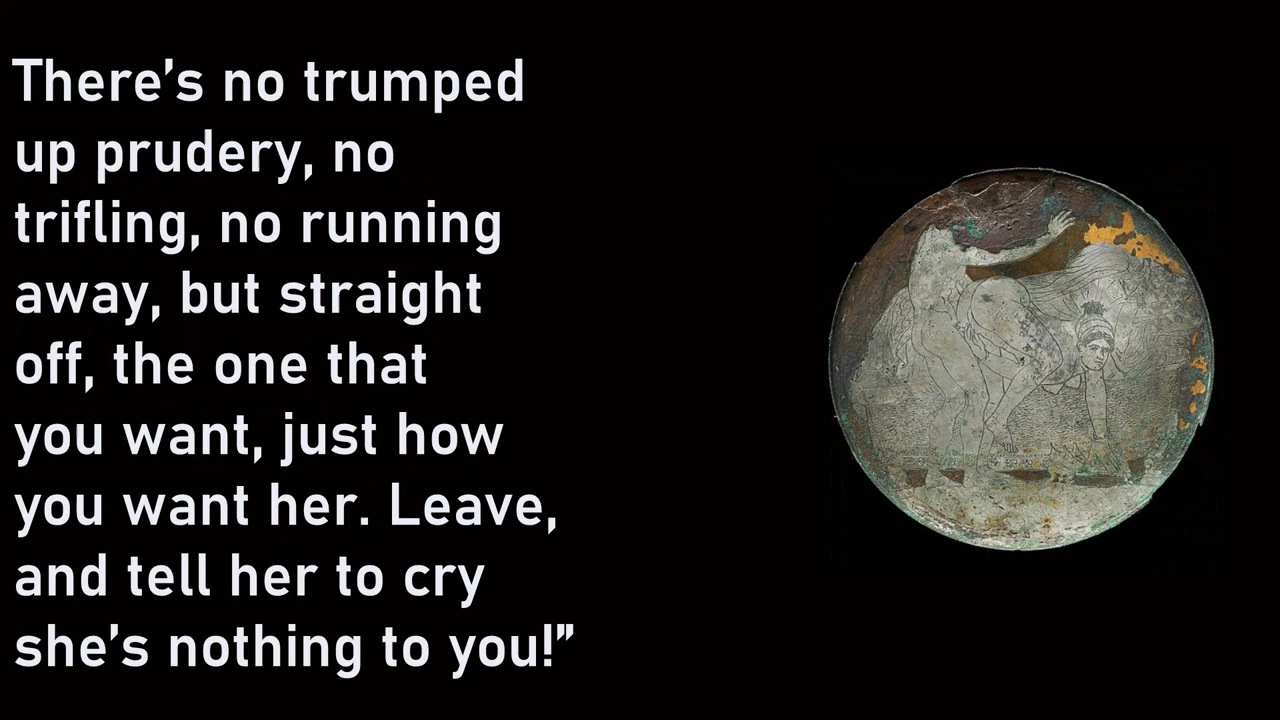 There’s no trumped
up prudery, no
trifling, no running
away, but straight
off, the one that
you want, just how
you want her. Leave,
and tell her to cry
she’s nothing to you!”